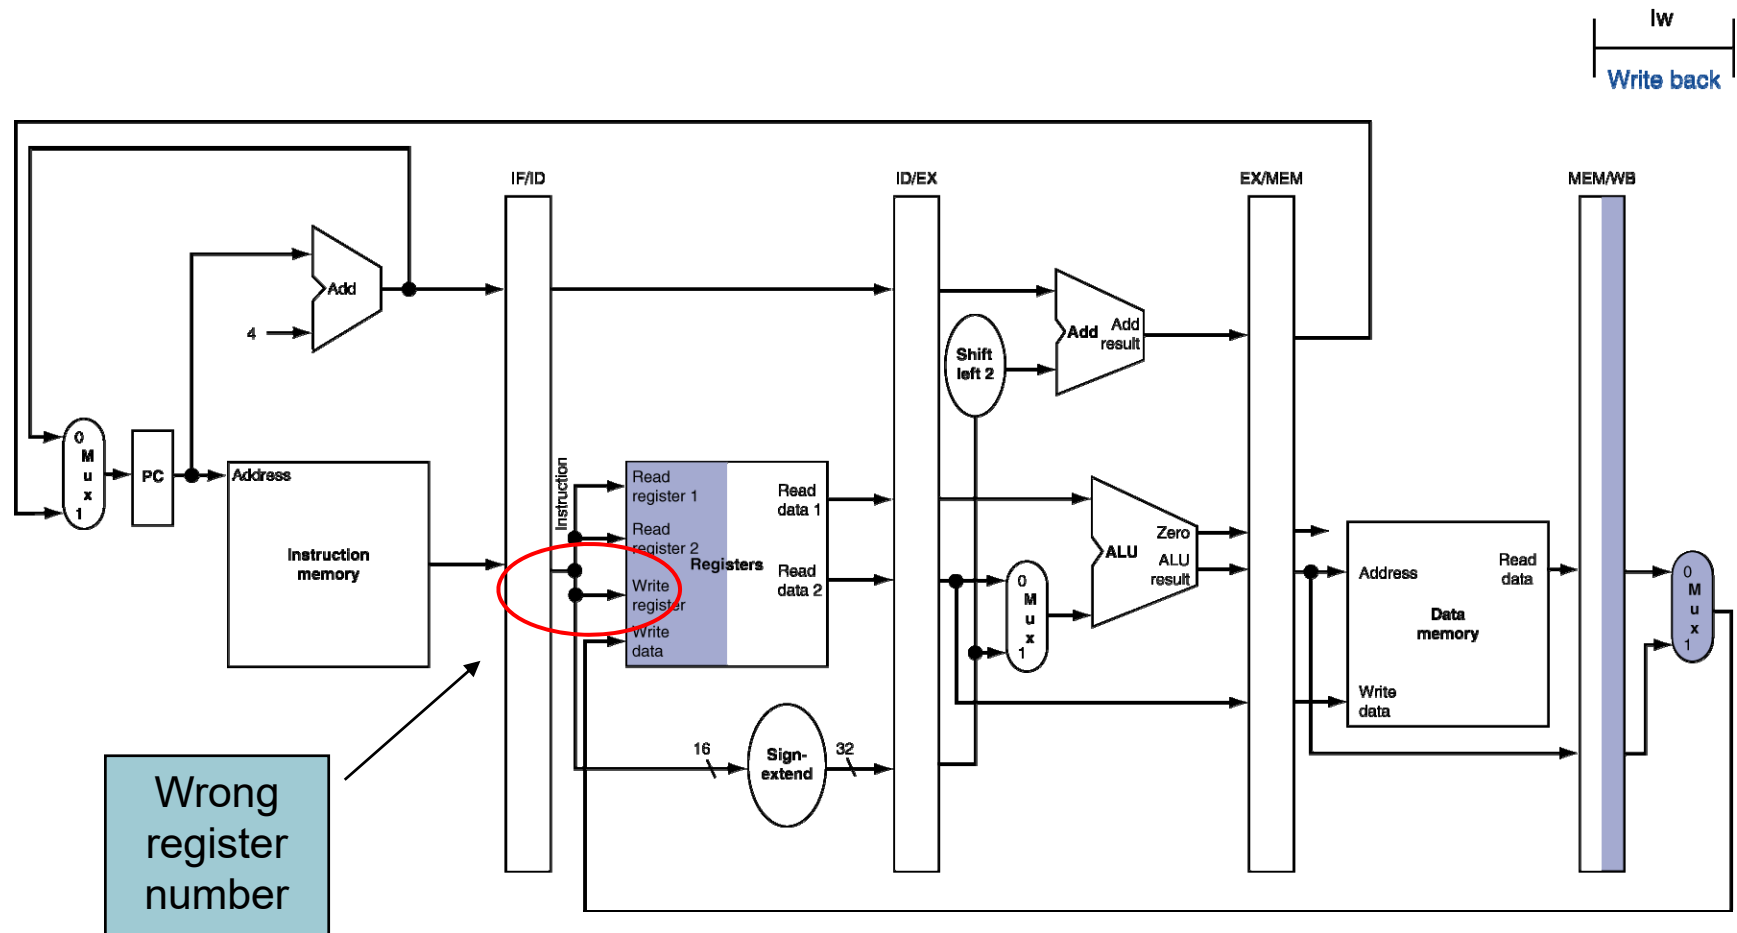 lw
Write back
IF/ID
ID/EX
EX/MEM
MEM/WB
Add
4
Shift
left 2
Add
Add
result
0
M
u
x
1
PC
Address
Instruction
memory
Instruction
Read
register 1
Read
register 2
Write
register
Write
data
Registers
Read
data 1
Read
data 2
16
Sign-
extend
32
0
M
u
x
1
ALU
Zero
ALU
result
Address
Read
data
Data
memory
Write
data
0
M
u
x
1
Wrong
register
number